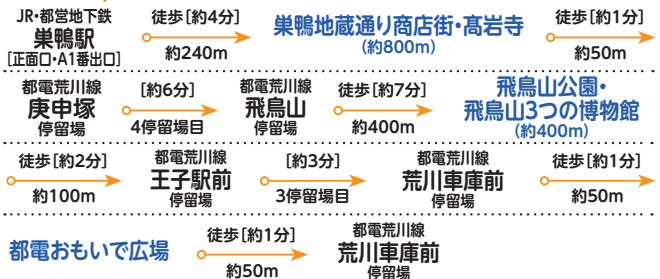 JR・都営地下鉄
巣鴨駅
[正面口・A1番出口]
徒歩[約4分]
約240m
巣鴨地蔵通り商店街・髙岩寺
(約800m)
徒歩[約1分]
約50m
都電荒川線
庚申塚
停留場
[約6分]
4停留場目
都電荒川線
飛鳥山
停留場
徒歩[約7分]
約400m
飛鳥山公園・
飛鳥山3つの博物館
(約400m)
徒歩[約2分]
約100m
都電荒川線
王子駅前
停留場
[約3分]
3停留場目
都電荒川線
荒川車庫前
停留場
徒歩[約1分]
約50m
都電おもいで広場
徒歩[約1分]
約50m
都電荒川線
荒川車庫前
停留場